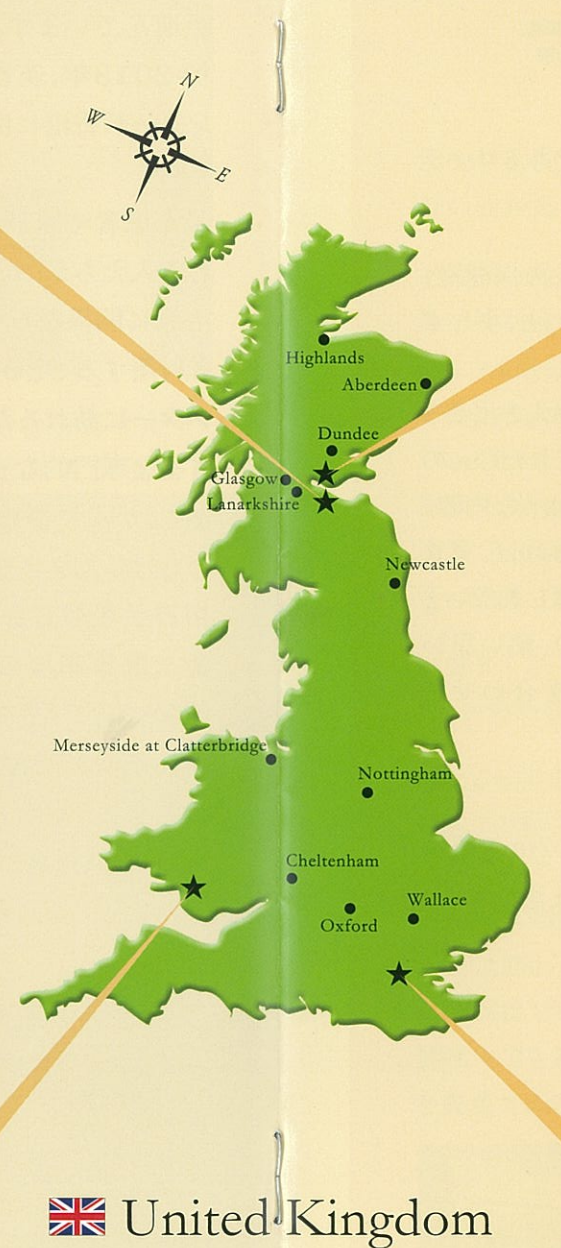 N
W
E
S
Highlands
Aberdeen
Dundee
Glasgow
Lanarkshire
Newcastle
Merseyside at Clatterbridge
Nottingham
Cheltenham
Wallace
Oxford
United Kingdom